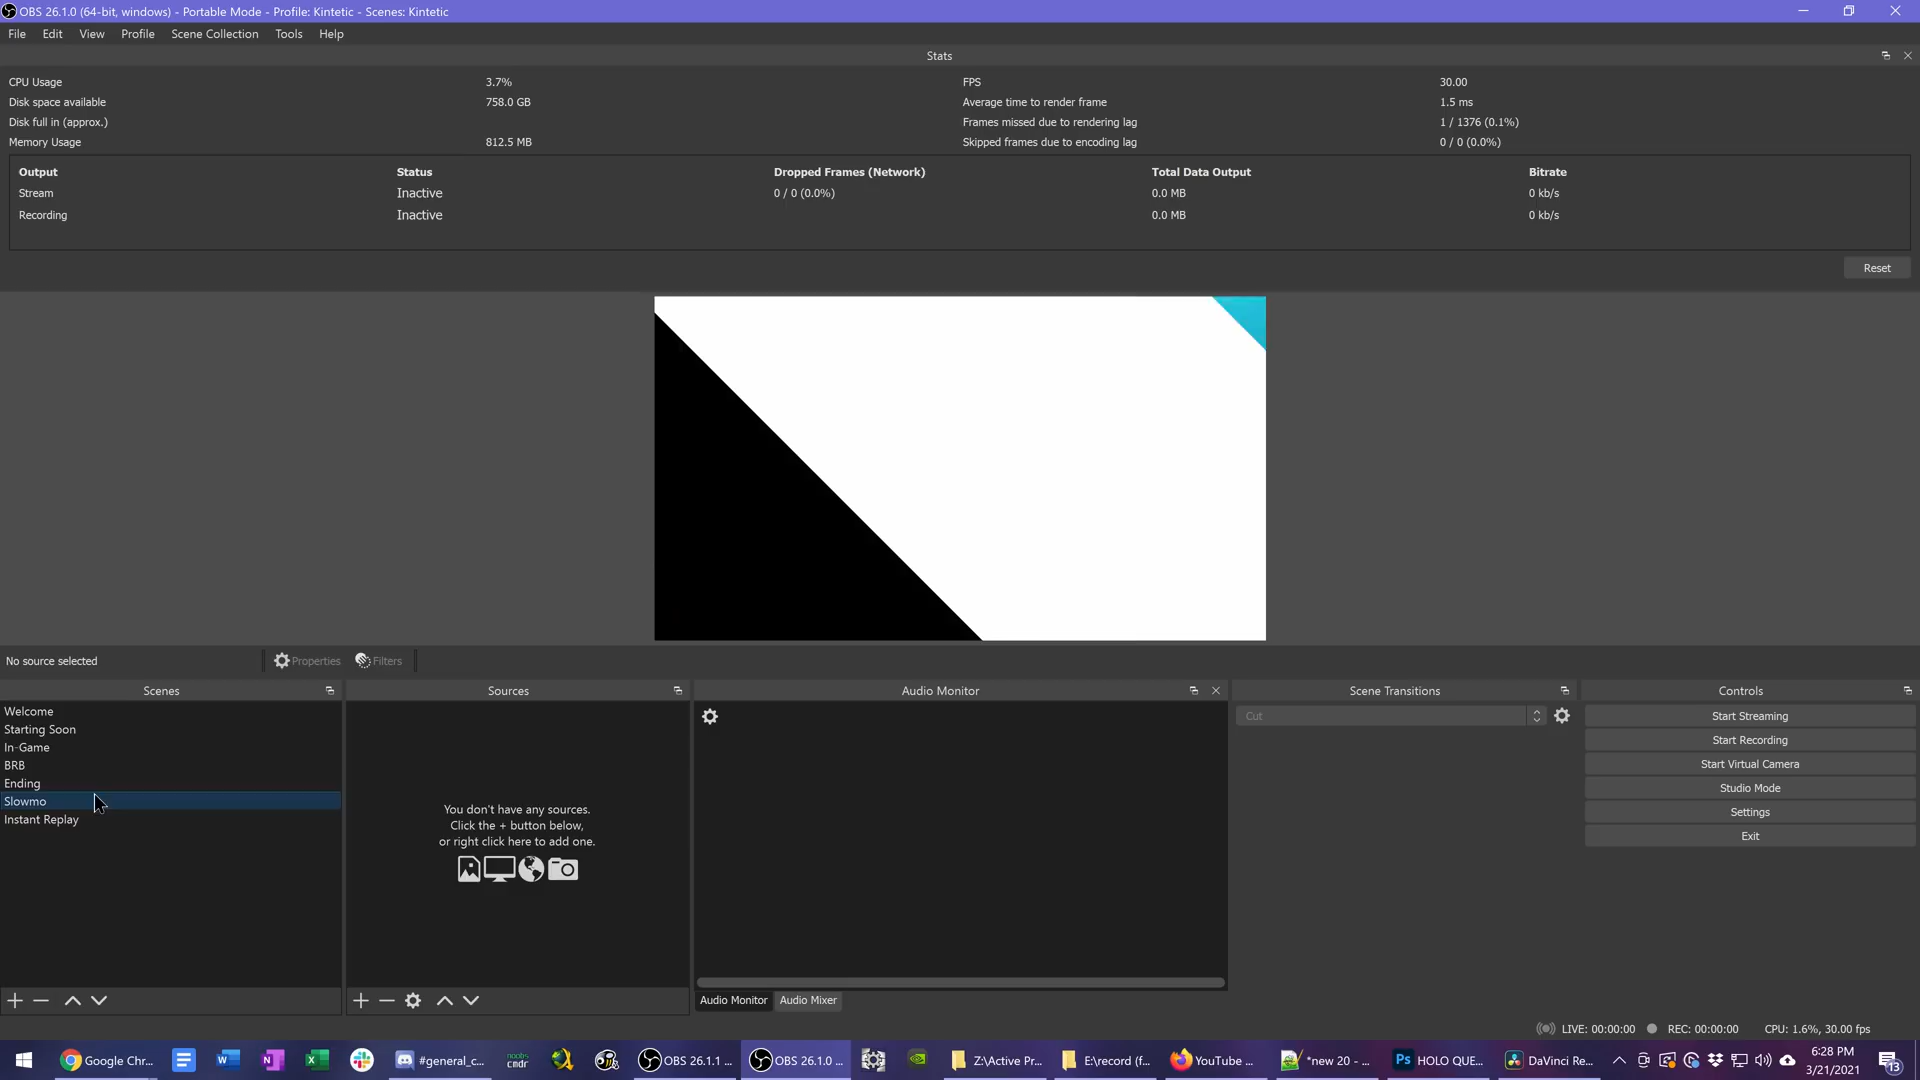 OBS 26.1.0 (64-bit, windows) - Portable Mode - Profile: Kintetic - Scenes: Kintetic
File Edit View Profile Scene Collection Tools Help
Stats
CPU Usage 3.7% FPS 30.00
Disk space available 758.0 GB Average time to render frame 1.5 ms
Disk full in (approx.) Frames missed due to rendering lag 1 / 1376 (0.1%)
Memory Usage 812.5 MB Skipped frames due to encoding lag 0 / 0 (0.0%)
Output Status Dropped Frames (Network) Total Data Output Bitrate
Stream Inactive 0 / 0 (0.0%) 0.0 MB 0 kb/s
Recording Inactive 0.0 MB 0 kb/s
Reset
No source selected Properties Filters
Scenes Sources Audio Monitor Scene Transitions Controls
Welcome
Starting Soon
In-Game
BRB
Ending
Slowmo
Instant Replay
You don't have any sources.
Click the + button below,
or right click here to add one.
Audio Monitor Audio Mixer
Cut
Start Streaming
Start Recording
Start Virtual Camera
Studio Mode
Settings
Exit
LIVE: 00:00:00 REC: 00:00:00 CPU: 1.6%, 30.00 fps
Google Chr... #general_c... noobs cmdr OBS 26.1.1 ... OBS 26.1.0 ... Z:\Active Pr... E:\record (f... YouTube ... *new 20 - ... Ps HOLO QUE... DaVinci Re... 6:28 PM
3/21/2021 13